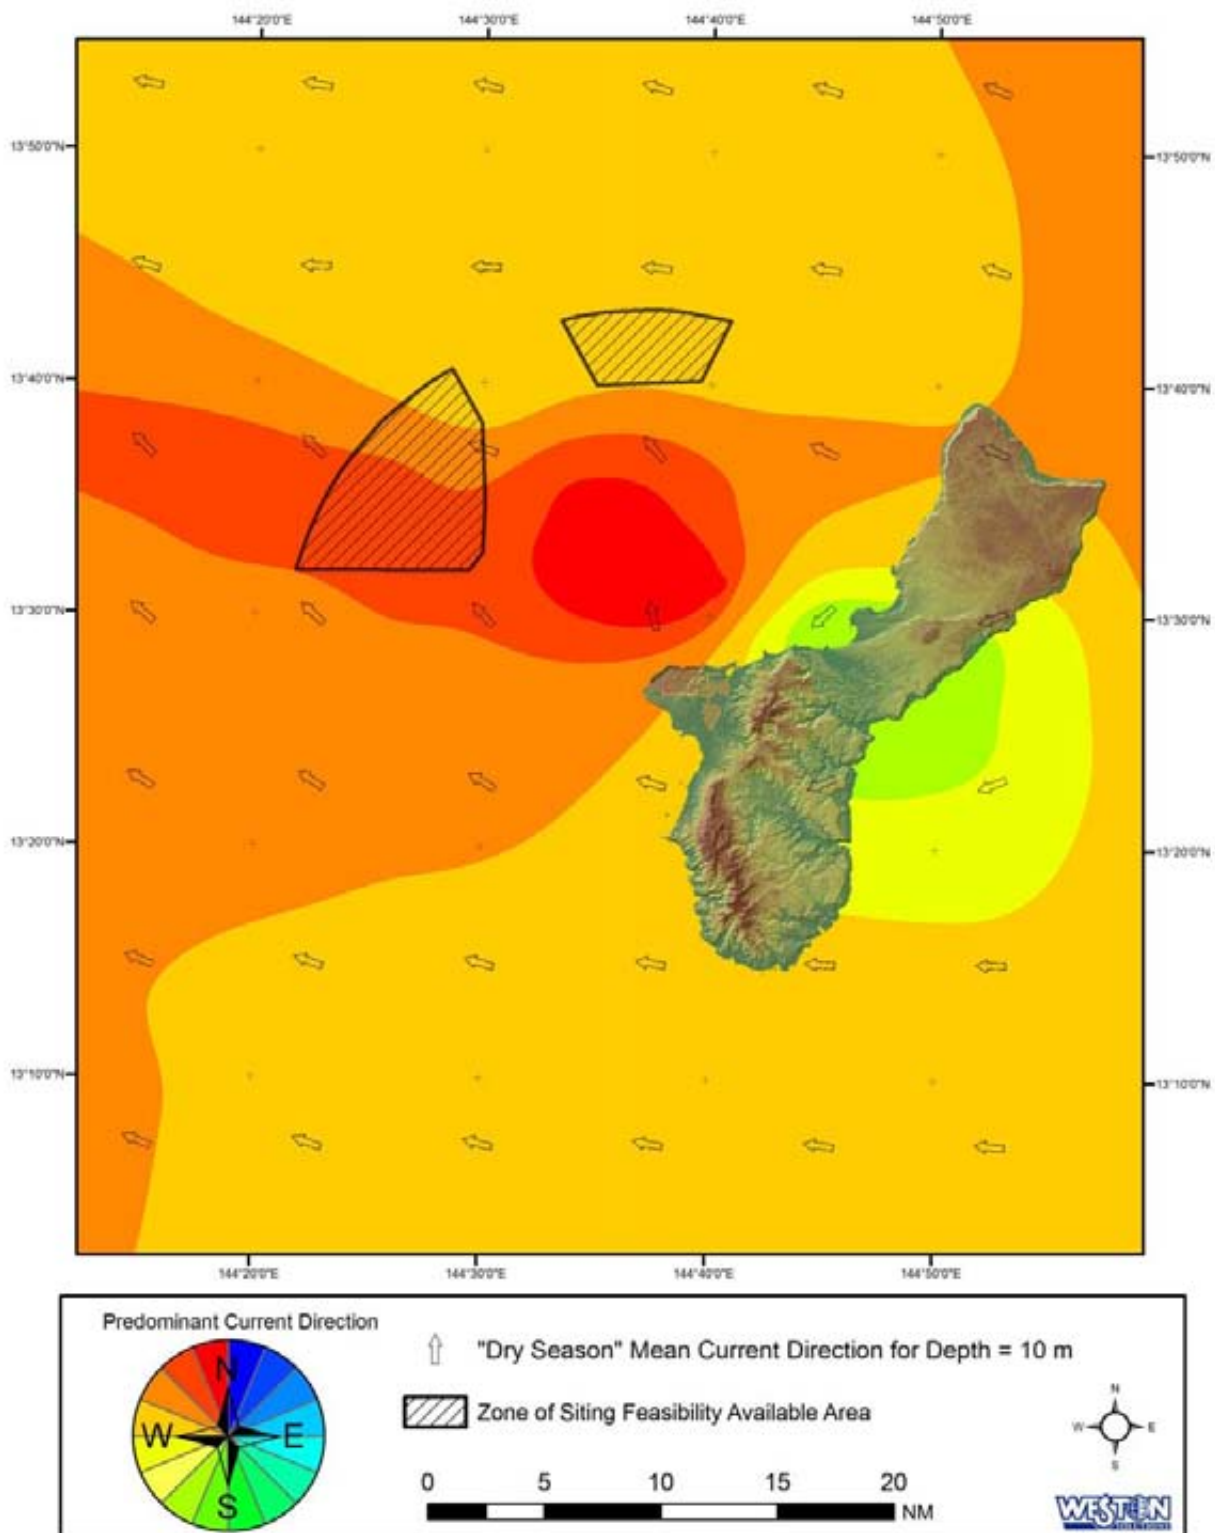 144°20'0"E 144°30'0"E 144°40'0"E 144°50'0"E
13°50'0"N 13°50'0"N
13°40'0"N 13°40'0"N
13°30'0"N 13°30'0"N
13°20'0"N 13°20'0"N
13°10'0"N 13°10'0"N
144°20'0"E 144°30'0"E 144°40'0"E 144°50'0"E
Predominant Current Direction
N
W E
S
"Dry Season" Mean Current Direction for Depth = 10 m
Zone of Siting Feasibility Available Area
0 5 10 15 20
NM
N
W E
S
WESTON
SOLUTIONS